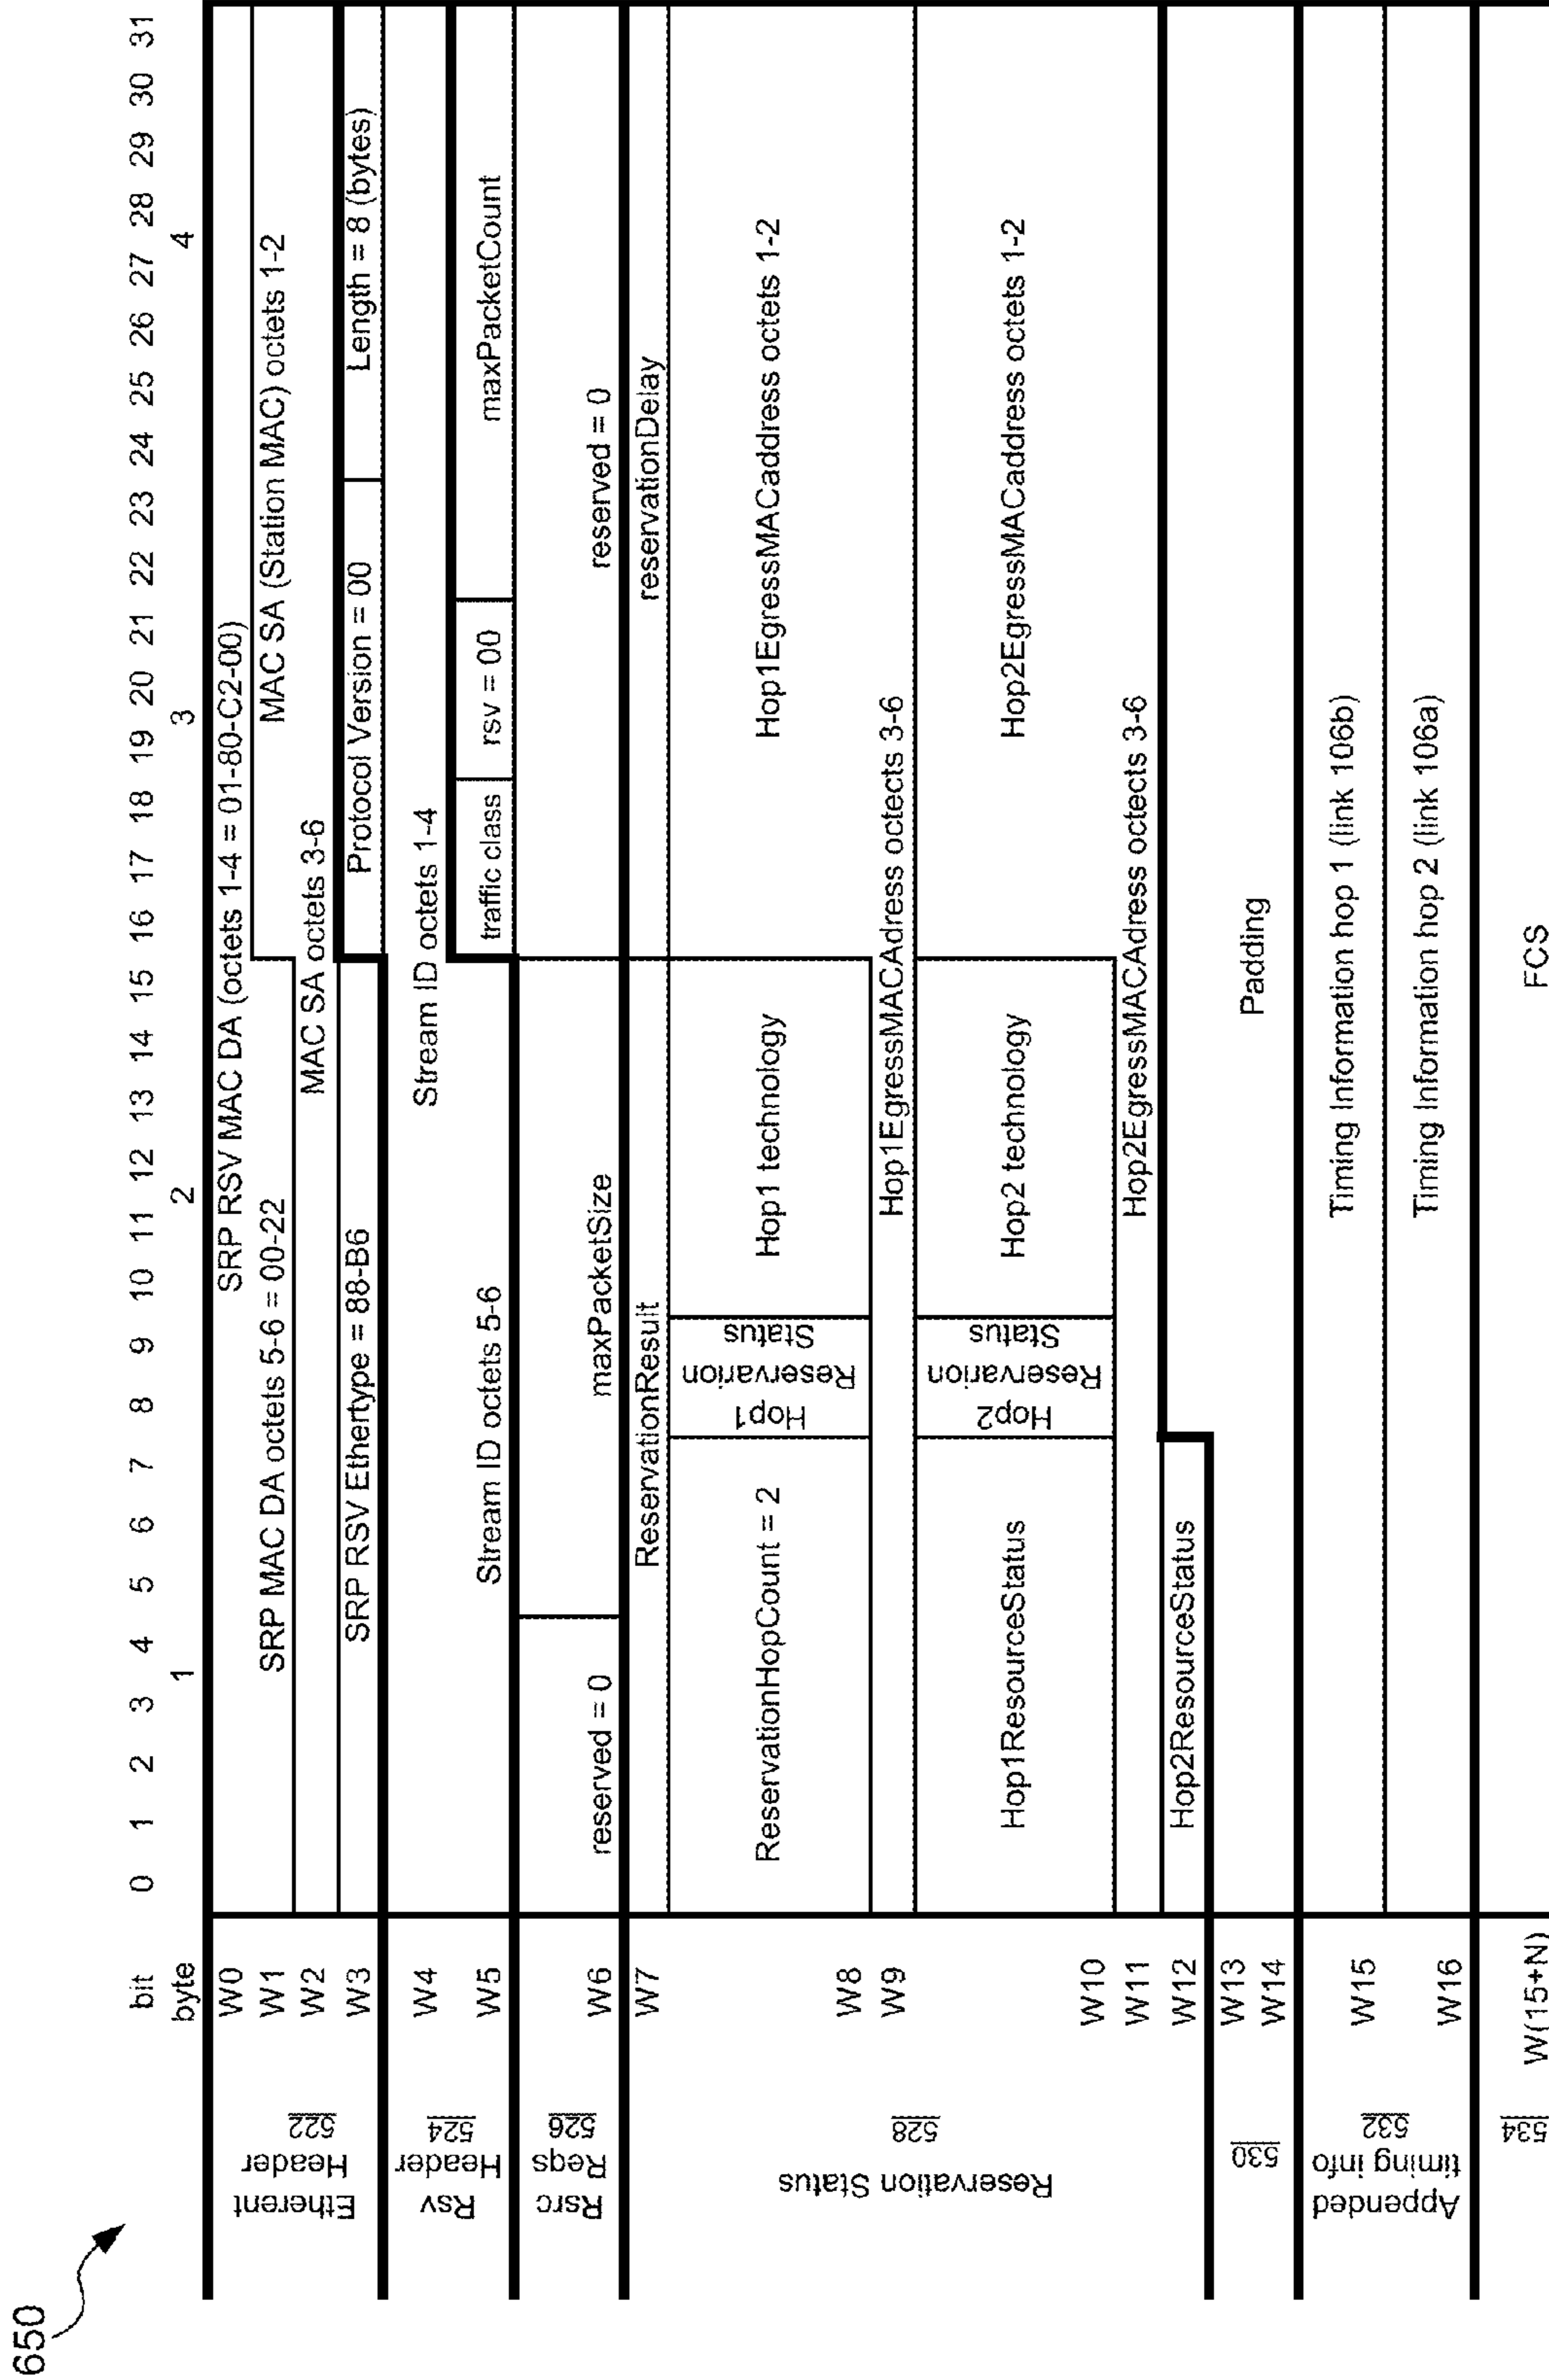 650
bit 0 1 2 3 4 5 6 7 8 9 10 11 12 13 14 15 16 17 18 19 20 21 22 23 24 25 26 27 28 29 30 31
byte 1 2 3 4
Etherent
Header
522
W0 SRP RSV MAC DA (octets 1-4 = 01-80-C2-00)
W1 SRP MAC DA octets 5-6 = 00-22 MAC SA (Station MAC) octets 1-2
W2 MAC SA octets 3-6
W3 SRP RSV Ethertype = 88-B6 Protocol Version = 00 Length = 8 (bytes)
Rsv
Header
524
W4 Stream ID octets 1-4
W5 Stream ID octets 5-6 traffic class rsv = 00 maxPacketCount
Rsrc
Reqs
526
W6 reserved = 0 maxPacketSize reserved = 0
Reservation Status
528
W7 ReservationResult reservationDelay
W8 ReservationHopCount = 2
Hop1
Reservarion
Status
Hop1 technology Hop1EgressMACaddress octets 1-2
W9 Hop1EgressMACAdress octects 3-6
W10 Hop1ResourceStatus
Hop2
Reservarion
Status
Hop2 technology Hop2EgressMACaddress octets 1-2
W11 Hop2EgressMACAdress octects 3-6
W12 Hop2ResourceStatus
530
W13
W14
Padding
Appended
timing info
532
W15 Timing Information hop 1 (link 106b)
W16 Timing Information hop 2 (link 106a)
534 W(15+N) FCS